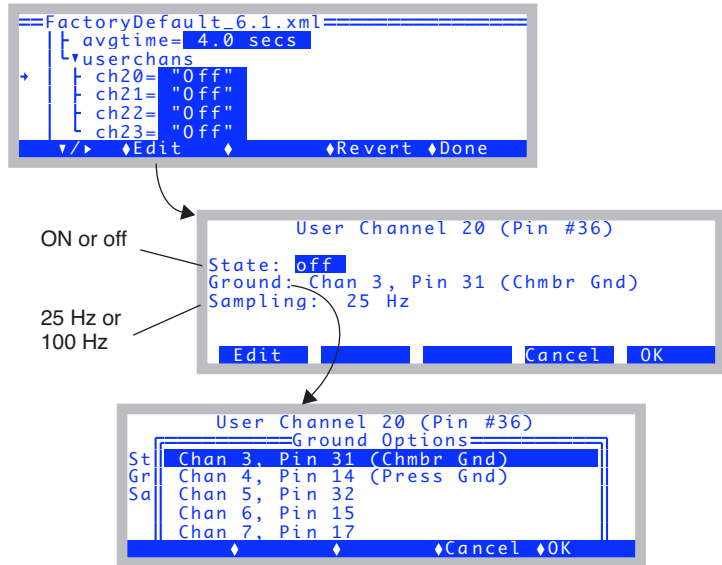 FactoryDefault_6.1.xml
avgtime= 4.0 secs
userchans
ch20= "Off"
ch21= "Off"
ch22= "Off"
ch23= "Off"
Edit Revert Done
User Channel 20 (Pin #36)
ON or off
State: off
Ground: Chan 3, Pin 31 (Chmbr Gnd)
Sampling: 25 Hz
25 Hz or
100 Hz
Edit Cancel OK
User Channel 20 (Pin #36)
Ground Options
St Chan 3, Pin 31 (Chmbr Gnd)
Gr Chan 4, Pin 14 (Press Gnd)
Sa Chan 5, Pin 32
Chan 6, Pin 15
Chan 7, Pin 17
Cancel OK